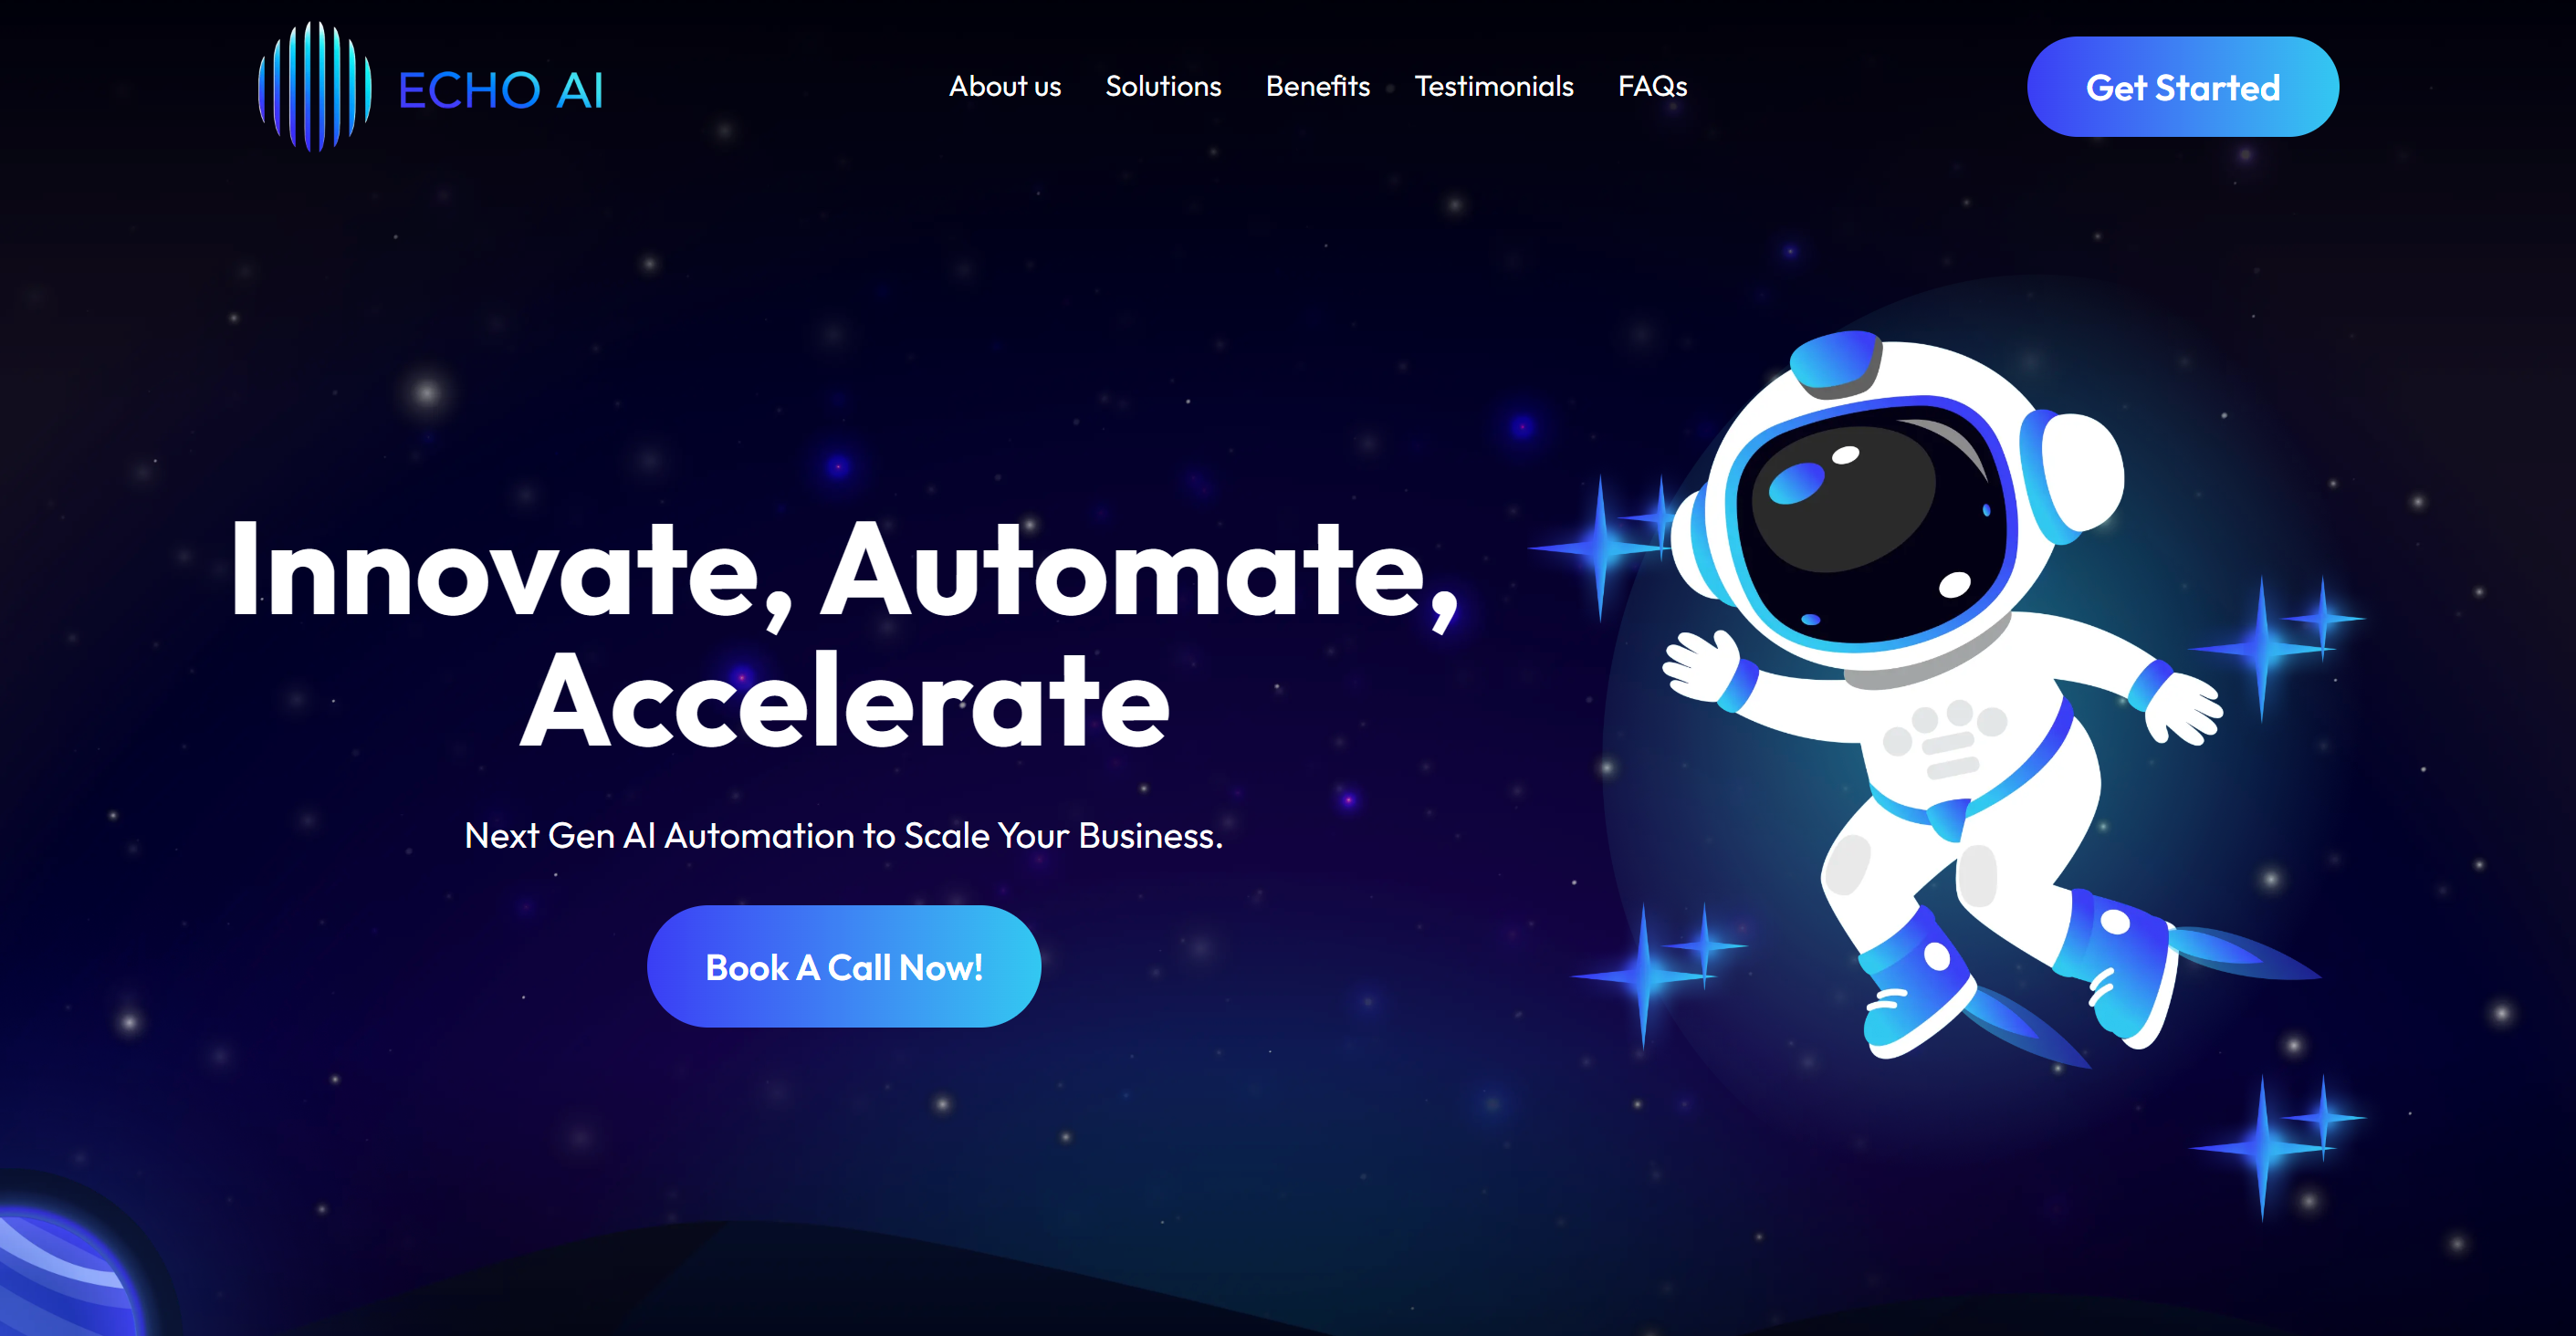 ECHO AI
About us
Solutions
Benefits
Testimonials
FAQs
Get Started
Innovate, Automate,
Accelerate
Next Gen AI Automation to Scale Your Business.
Book A Call Now!